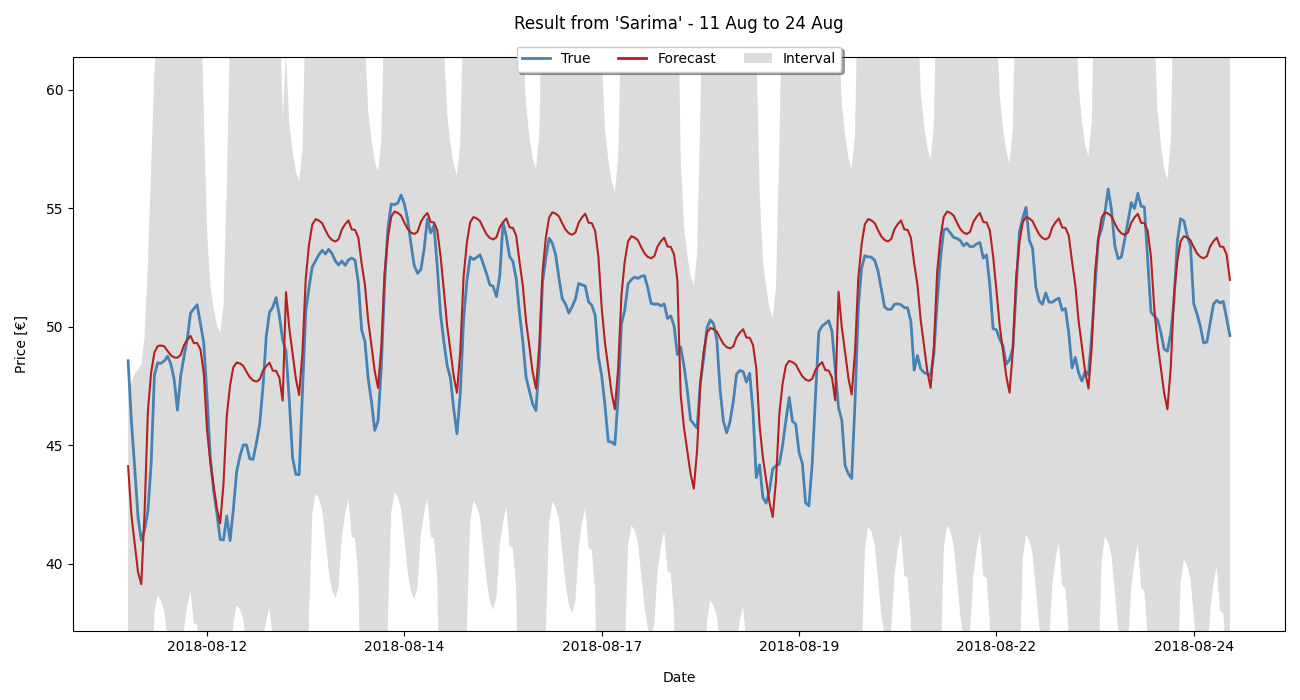 Result from 'Sarima' - 11 Aug to 24 Aug
True Forecast Interval
60
55
50
45
40
Price [€]
2018-08-12 2018-08-14 2018-08-17 2018-08-19 2018-08-22 2018-08-24
Date